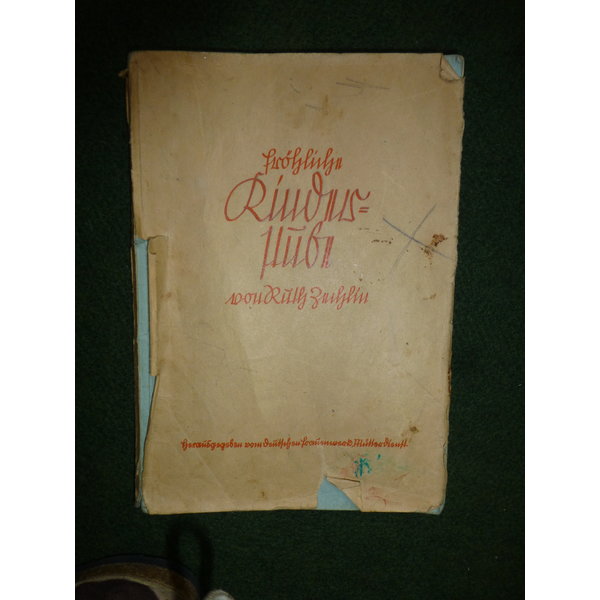 Fröhliche
Kinder=
stube
von Ruth Zechlin
Herausgegeben vom Deutschen Frauenwerk, Mütterdienst